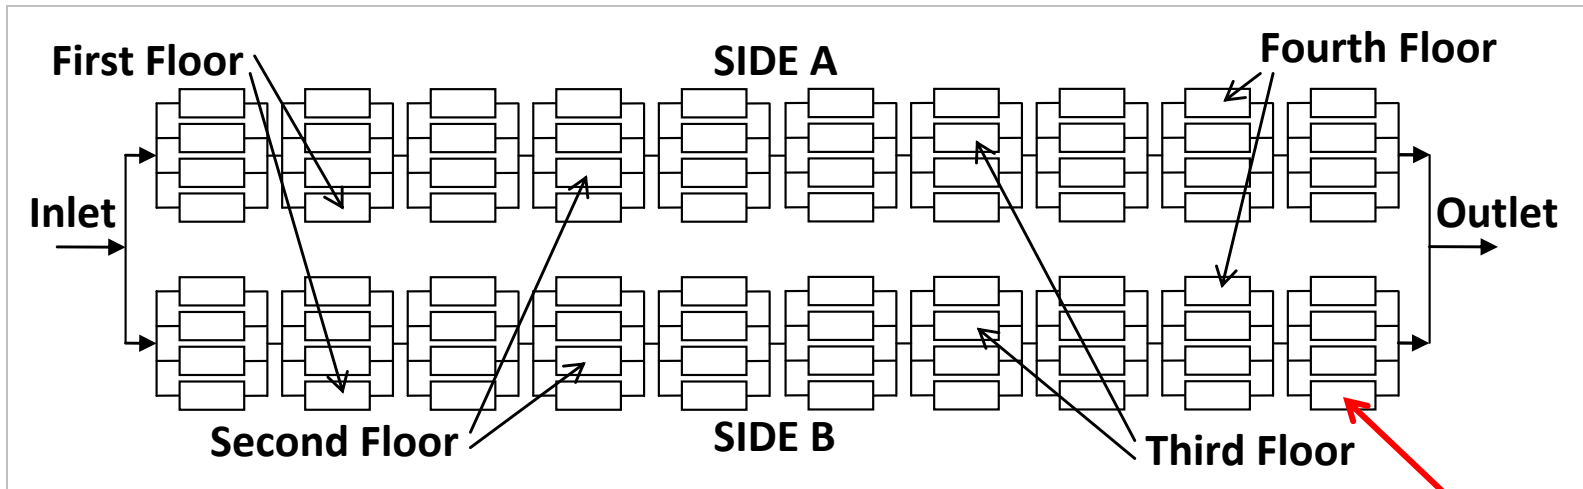 First Floor
SIDE A
Fourth Floor
Inlet
Outlet
Second Floor
SIDE B
Third Floor